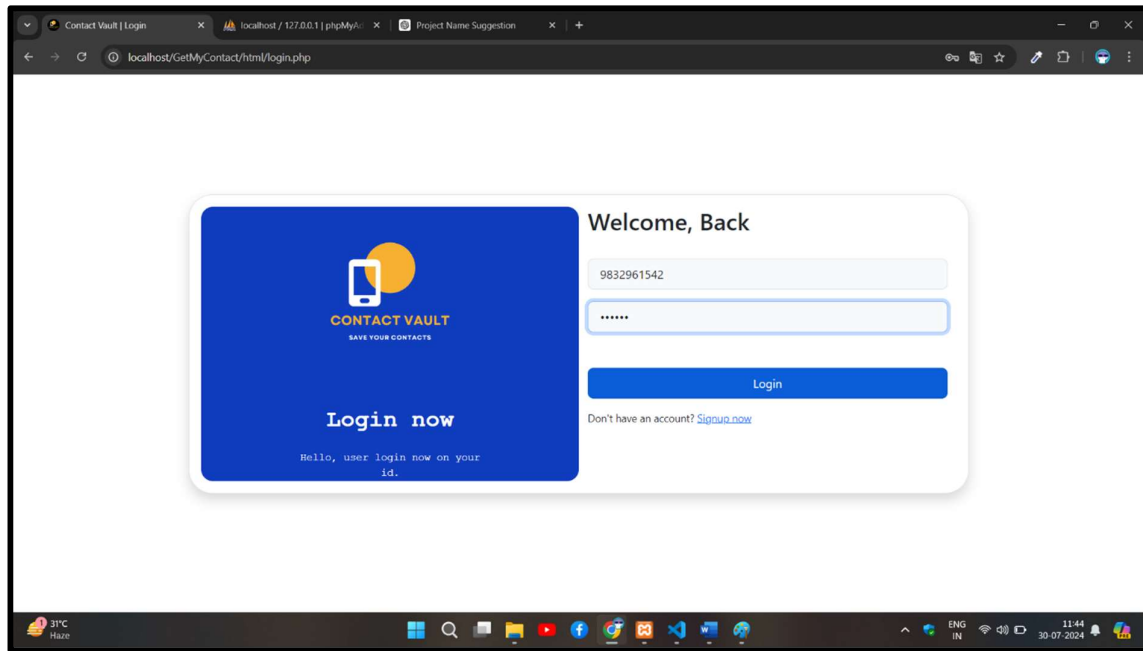 Contact Vault | Login
localhost / 127.0.0.1 | phpMyAd
Project Name Suggestion
localhost/GetMyContact/html/login.php
CONTACT VAULT
SAVE YOUR CONTACTS
Login now
Hello, user login now on your
id.
Welcome, Back
9832961542
••••••
Login
Don't have an account? Signup now
1
31°C
Haze
ENG
IN
11:44
30-07-2024